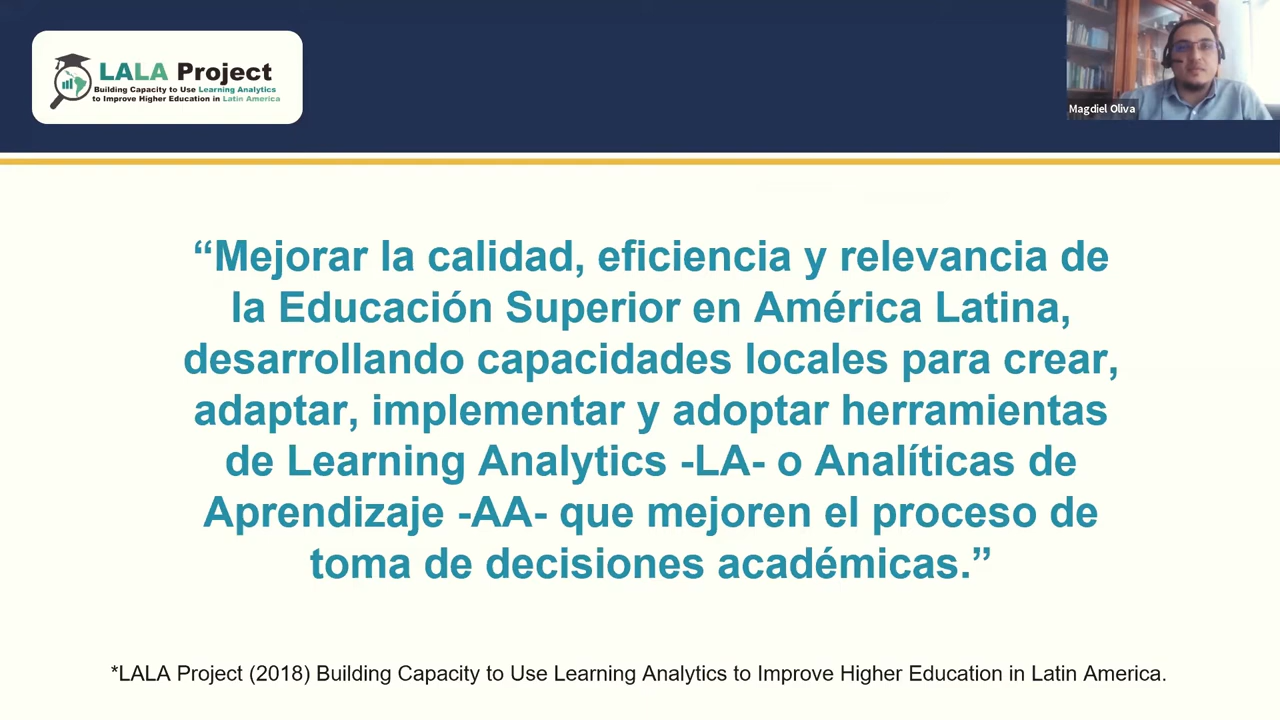 LALA Project
Building Capacity to Use Learning Analytics
to Improve Higher Education in Latin America
Magdiel Oliva
“Mejorar la calidad, eficiencia y relevancia de
la Educación Superior en América Latina,
desarrollando capacidades locales para crear,
adaptar, implementar y adoptar herramientas
de Learning Analytics -LA- o Analíticas de
Aprendizaje -AA- que mejoren el proceso de
toma de decisiones académicas.”
*LALA Project (2018) Building Capacity to Use Learning Analytics to Improve Higher Education in Latin America.